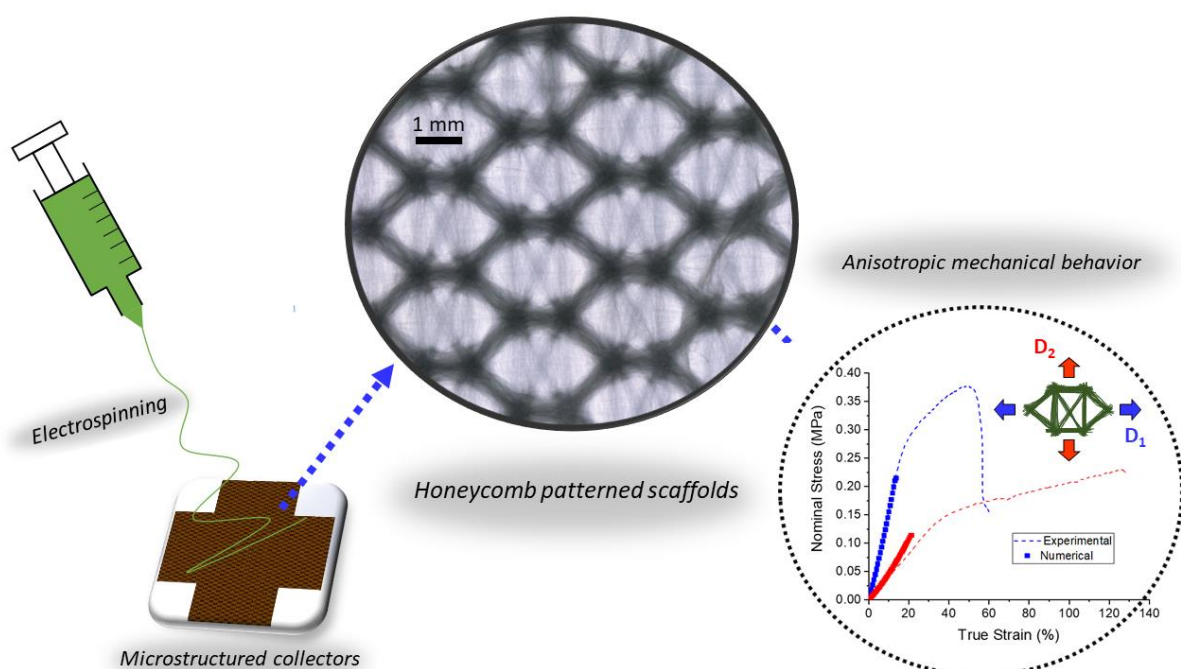 1 mm
Electrospinning
Microstructured collectors
Honeycomb patterned scaffolds
Anisotropic mechanical behavior
D2
D1
Nominal Stress (MPa)
0.40
0.35
0.30
0.25
0.20
0.15
0.10
0.05
0.00
Experimental
Numerical
0 20 40 60 80 100 120 140
True Strain (%)